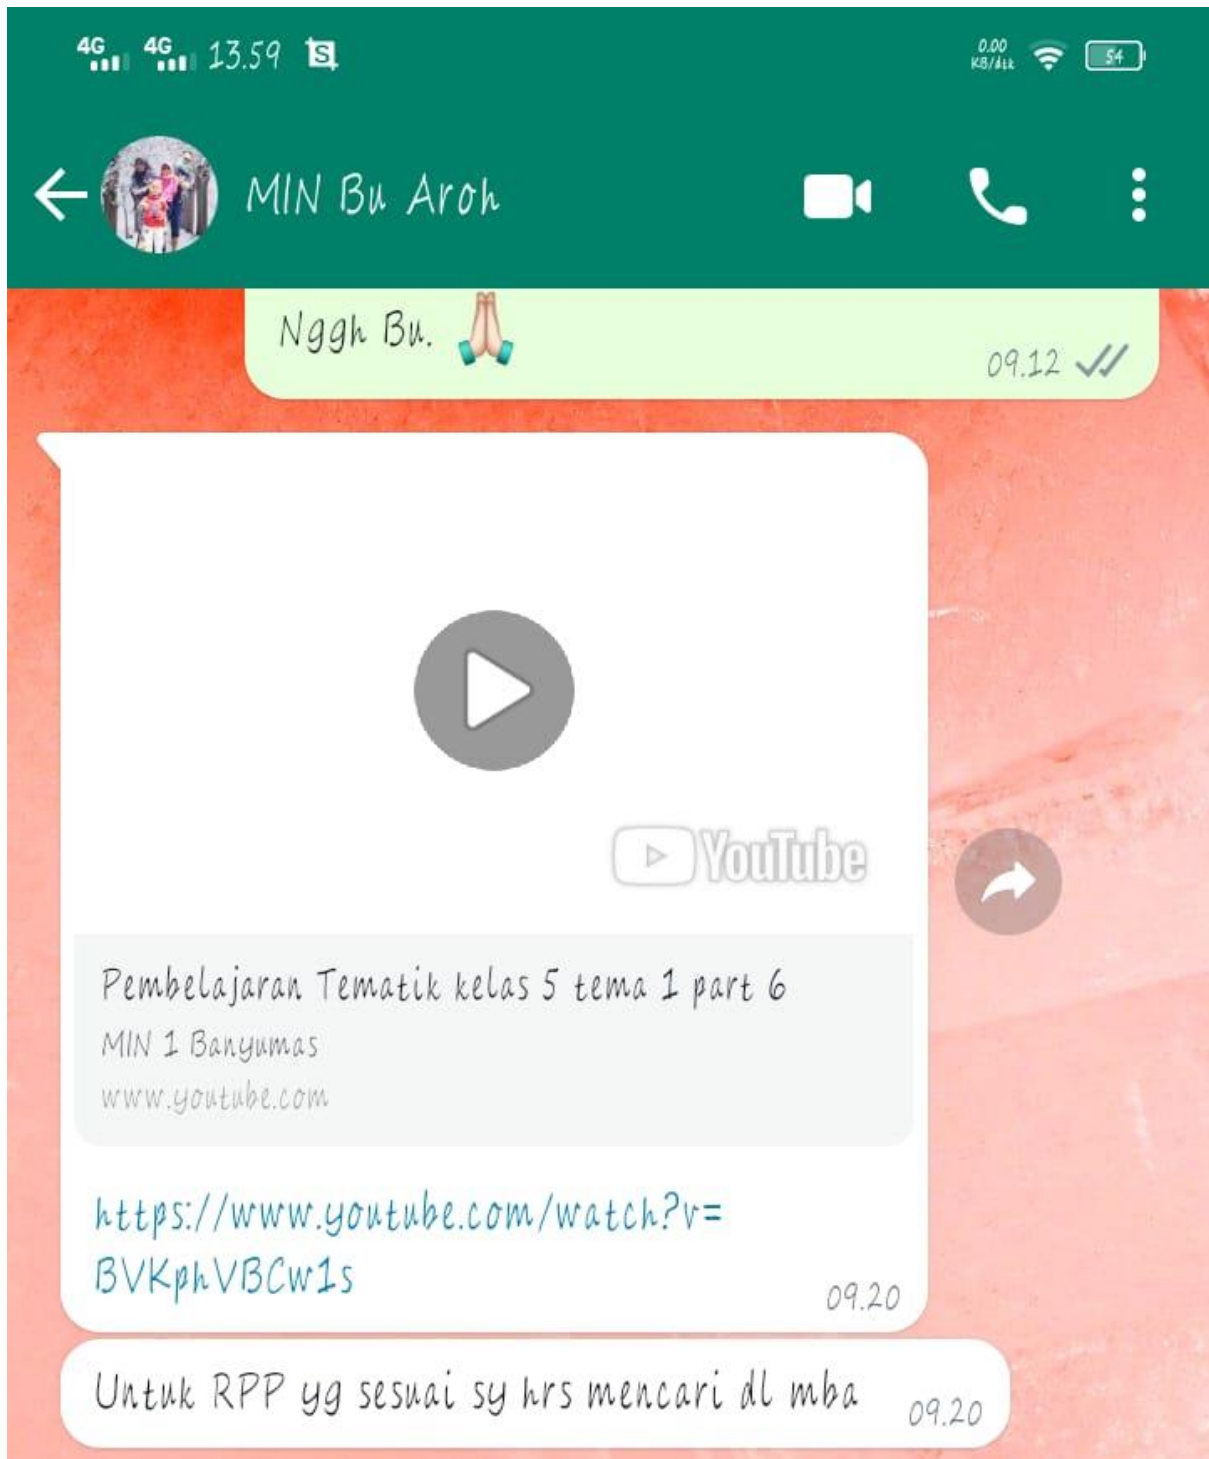 4G 4G 13.59
0.00
KB/dtk
54
MIN Bu Aroh
Nggh Bu. 🙏🏻
09.12
YouTube
Pembelajaran Tematik kelas 5 tema 1 part 6
MIN 1 Banyumas
www.youtube.com
https://www.youtube.com/watch?v=
BVKphVBCw1s
09.20
Untuk RPP yg sesuai sy hrs mencari dl mba
09.20